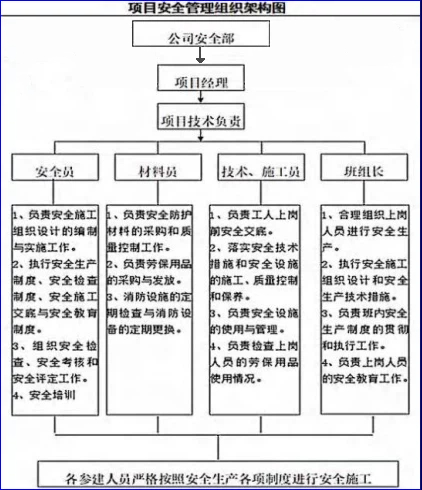 项目安全管理组织架构图
公司安全部
项目经理
项目技术负责
安全员
材料员
技术、施工员
班组长
1、负责安全施工
组织设计的编制
与实施工作。
2、执行安全生产
制度、安全检查
制度、安全施工
交底与安全教育
制度。
3、组织安全检
查、安全考核和
安全评定工作。
4、安全培训
1、负责安全防护
材料的采购和质
量控制工作。
2、负责劳保用品
的采购与发放。
3、消防设施的定
期检查与消防设
备的定期更换。
1、负责工人上岗
前安全交底。
2、落实安全技术
措施和安全设施
的施工、质量控制
和保养。
3、负责安全设施
的使用与管理。
4、负责检查上岗
人员的劳保用品
使用情况。
1、合理组织上岗
人员进行安全生
产。
2、执行安全施工
组织设计和安全
生产技术措施。
3、负责班内安全
生产制度的贯彻
和执行工作。
4、负责上岗人员
的安全教育工作。
各参建人员严格按照安全生产各项制度进行安全施工